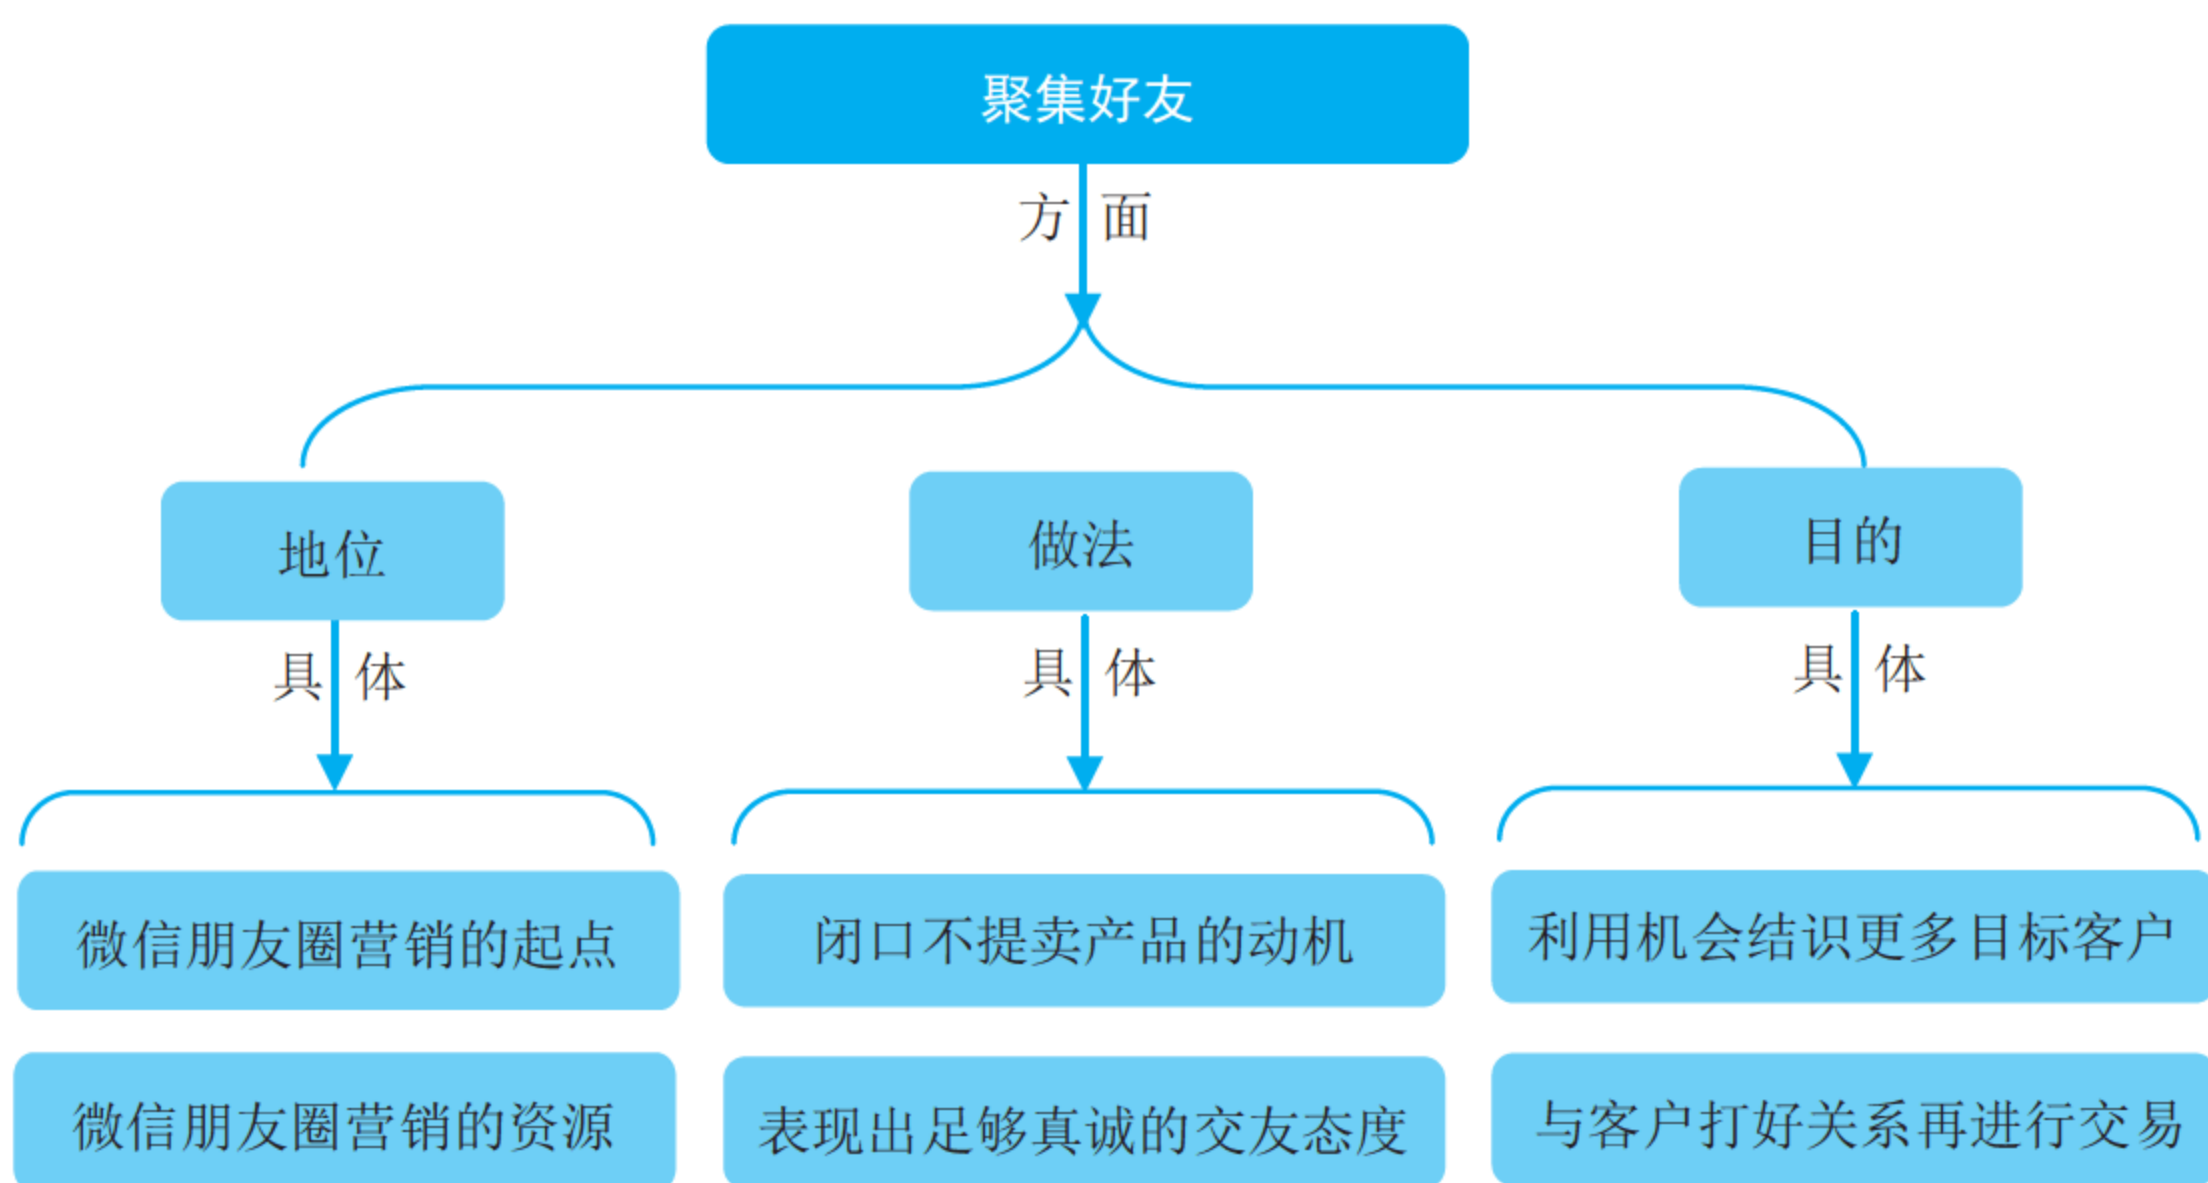 聚集好友
方面
地位
做法
目的
具体
具体
具体
微信朋友圈营销的起点
闭口不提卖产品的动机
利用机会结识更多目标客户
微信朋友圈营销的资源
表现出足够真诚的交友态度
与客户打好关系再进行交易